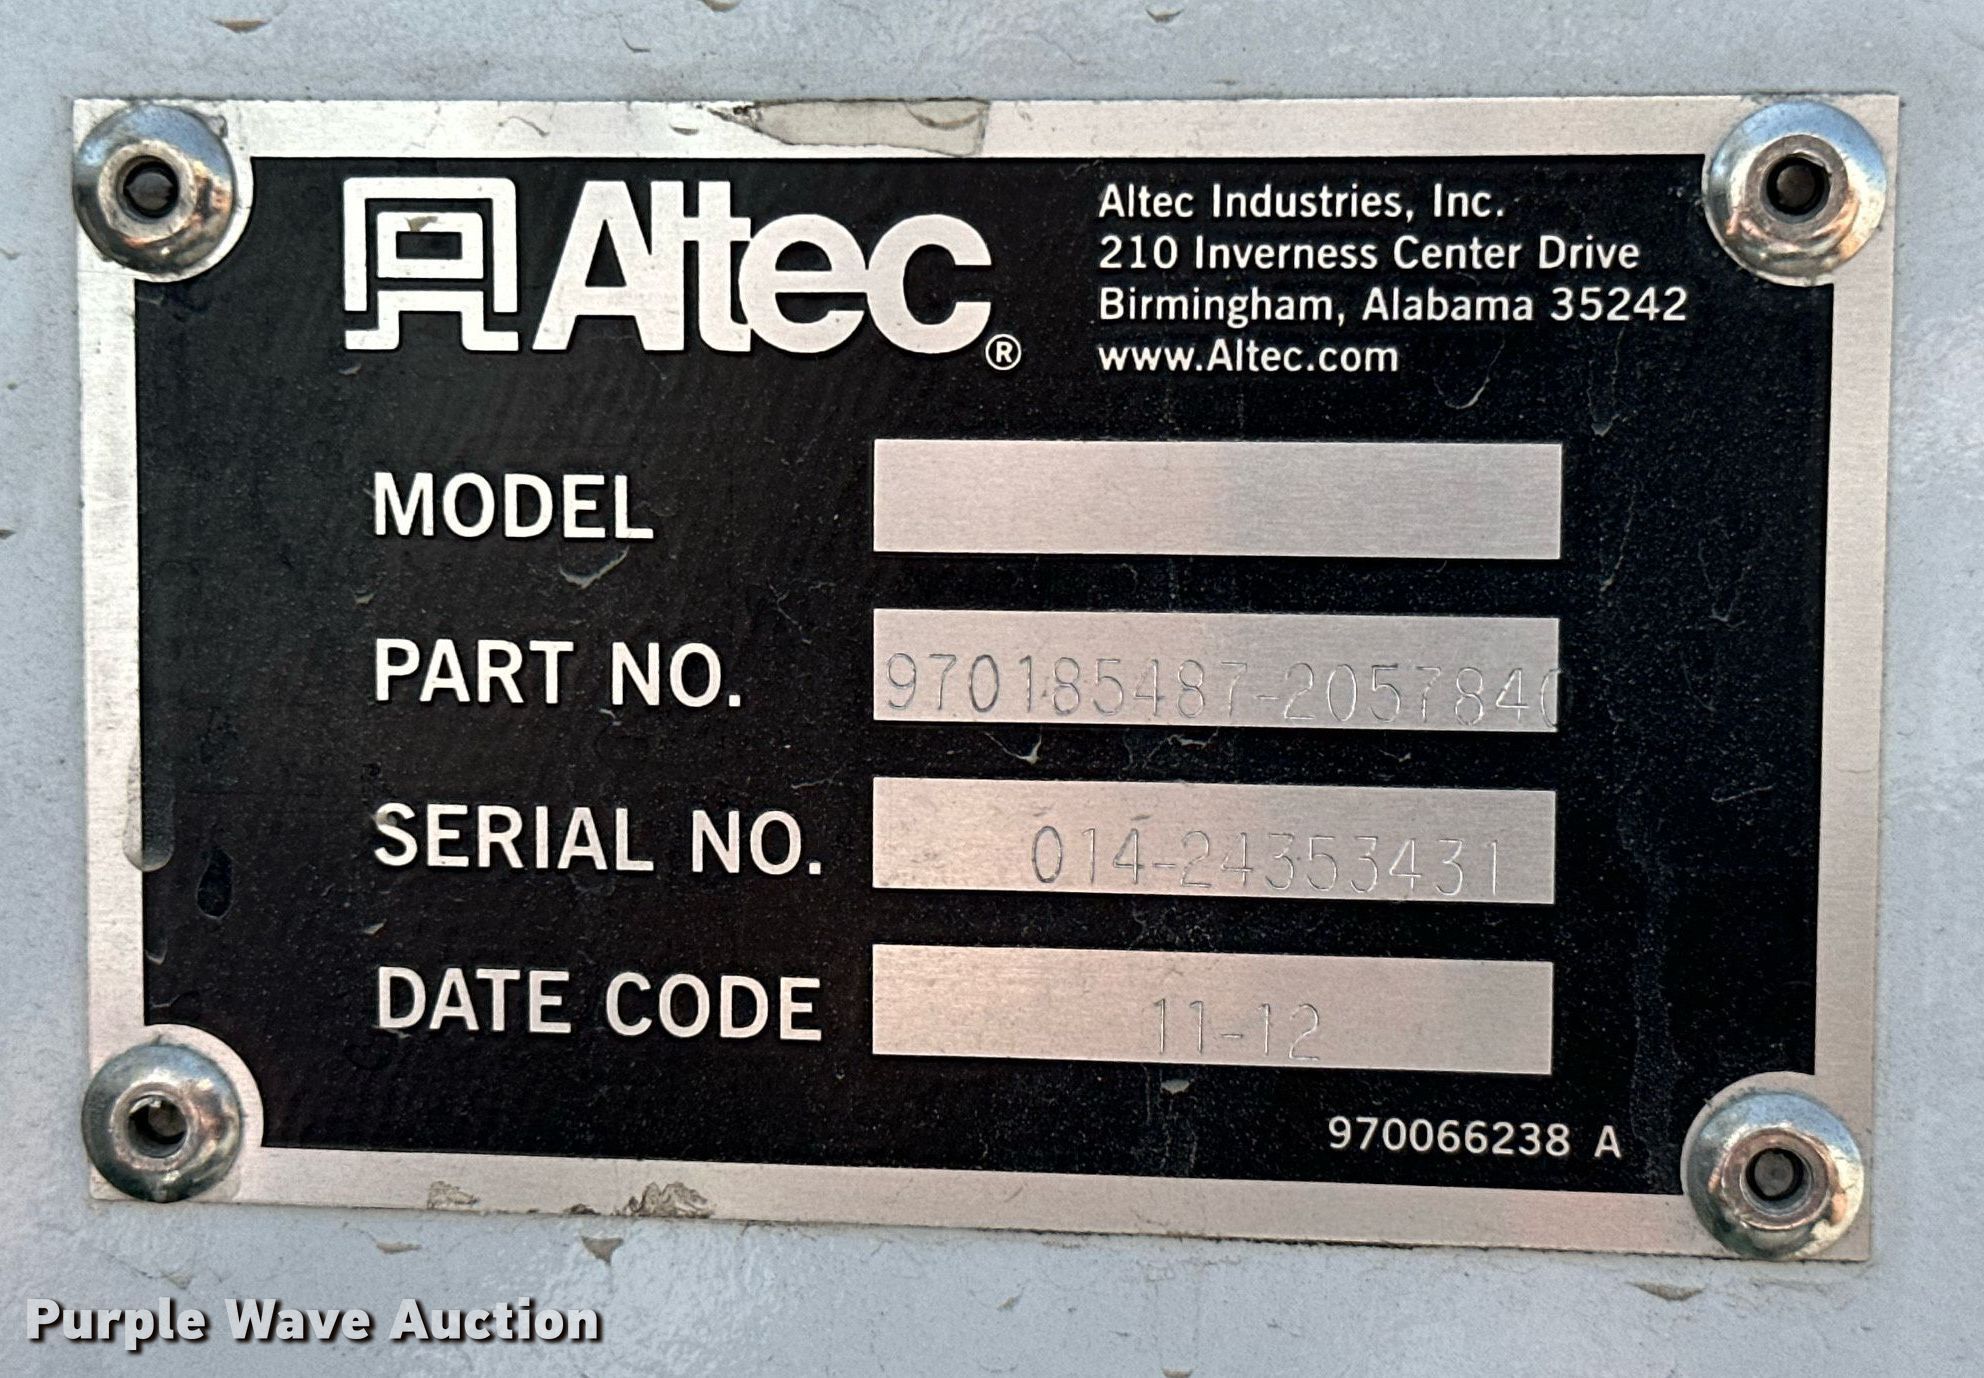 Altec®
Altec Industries, Inc.
210 Inverness Center Drive
Birmingham, Alabama 35242
www.Altec.com
MODEL
PART NO. 970185487-2057840
SERIAL NO. 014-24353431
DATE CODE 11-12
970066238 A
Purple Wave Auction